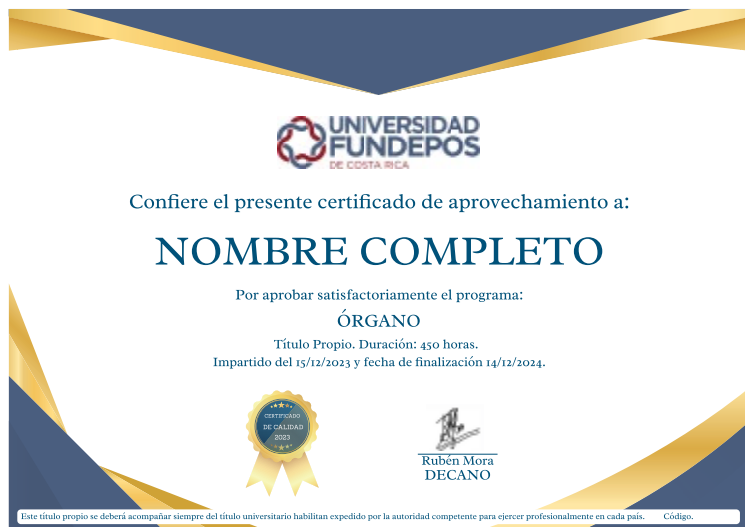 UNIVERSIDAD
FUNDEPOS
DE COSTA RICA
Confiere el presente certificado de aprovechamiento a:
NOMBRE COMPLETO
Por aprobar satisfactoriamente el programa:
ÓRGANO
Título Propio. Duración: 450 horas.
Impartido del 15/12/2023 y fecha de finalización 14/12/2024.
CERTIFICADO
DE CALIDAD
2023
Rubén Mora
DECANO
Este título propio se deberá acompañar siempre del título universitario habilitan expedido por la autoridad competente para ejercer profesionalmente en cada país. Código.